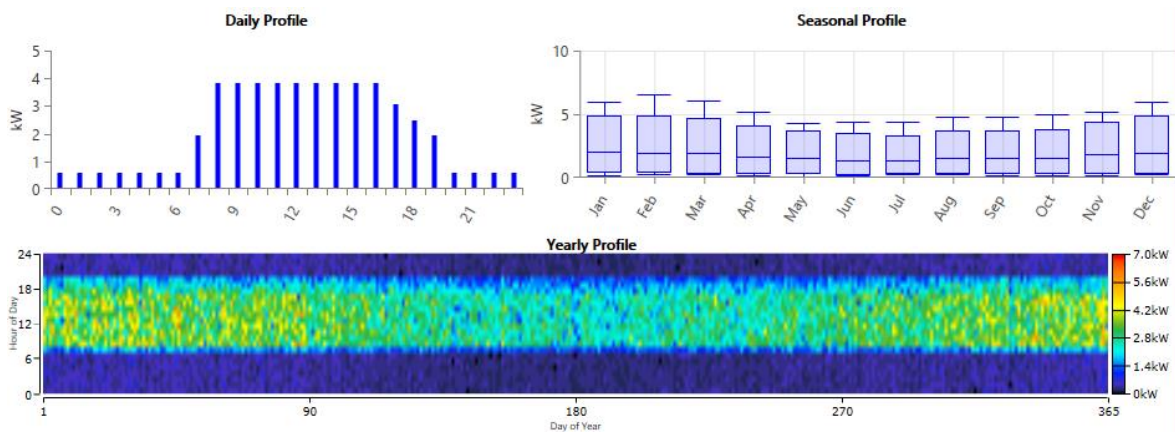 Daily Profile
5
4
3
2
1
0
kW
0
3
6
9
12
15
18
21
Seasonal Profile
10
5
0
kW
Jan
Feb
Mar
Apr
May
Jun
Jul
Aug
Sep
Oct
Nov
Dec
Yearly Profile
24
18
12
6
0
Hour of Day
1
90
180
270
365
Day of Year
7.0kW
5.6kW
4.2kW
2.8kW
1.4kW
0kW